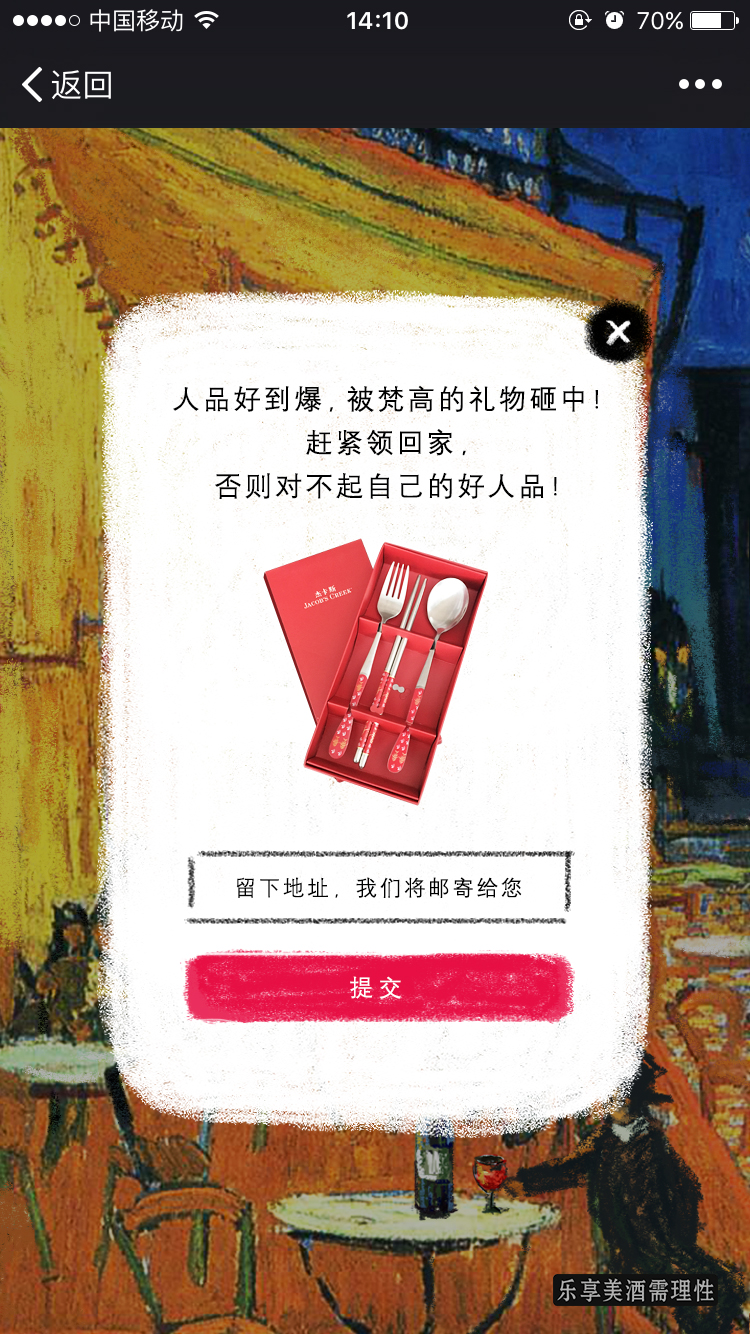 中国移动 14:10 70%
返回
人品好到爆，被梵高的礼物砸中！
赶紧领回家，
否则对不起自己的好人品！
杰卡斯
JACOB'S CREEK
留下地址，我们将邮寄给您
提交
乐享美酒需理性